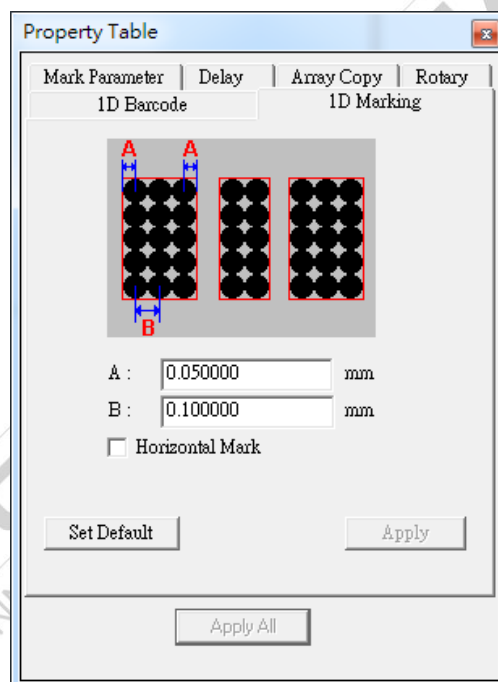 Property Table
Mark Parameter Delay Array Copy Rotary
1D Barcode 1D Marking
A A
B
A : 0.050000 mm
B : 0.100000 mm
Horizontal Mark
Set Default Apply
Apply All